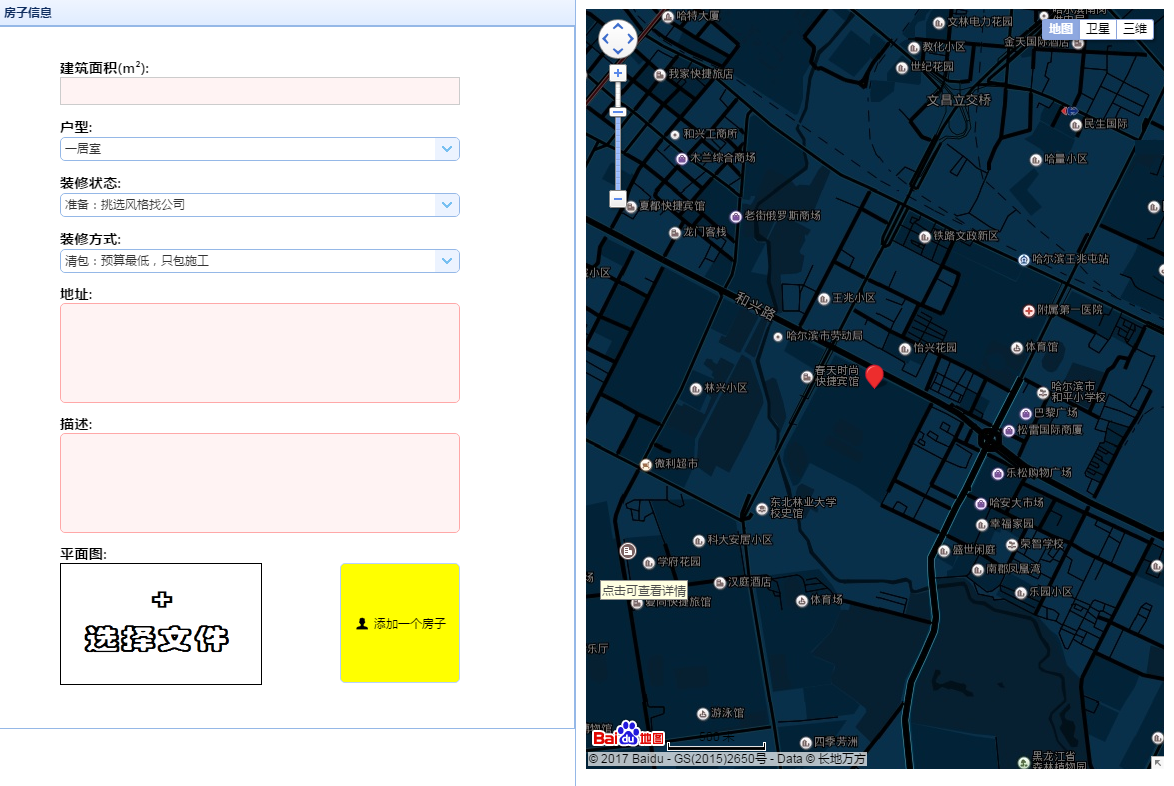 房子信息
建筑面积(m²):
户型:
一居室
装修状态:
准备：挑选风格找公司
装修方式:
清包：预算最低，只包施工
地址:
描述:
平面图:
+
选择文件
添加一个房子
哈特大厦
文林电力花园
地图
卫星
三维
教化小区
金天国际酒店
世纪花园
我家快捷旅店
文昌立交桥
民生国际
和兴工商所
木兰综合商场
哈量小区
夏都快捷宾馆
老街俄罗斯商场
龙门客栈
铁路文政新区
哈尔滨王兆屯站
小区
王兆小区
和兴路
附属第一医院
哈尔滨市劳动局
怡兴花园
体育馆
春天时尚
快捷宾馆
林兴小区
哈尔滨市
和平小学校
巴黎广场
松雷国际商厦
微利超市
乐松购物广场
东北林业大学
校史馆
哈安大市场
幸福家园
科大安居小区
荣智学校
盛世闲庭
学府花园
南郡凤凰湾
汉庭酒店
点击可查看详情
乐园小区
爱尚快捷旅馆
体育场
乐厅
游泳馆
Bai du 地图
500 米
四季芳洲
黑龙江省
森林植物园
© 2017 Baidu - GS(2015)2650号 - Data © 长地万方